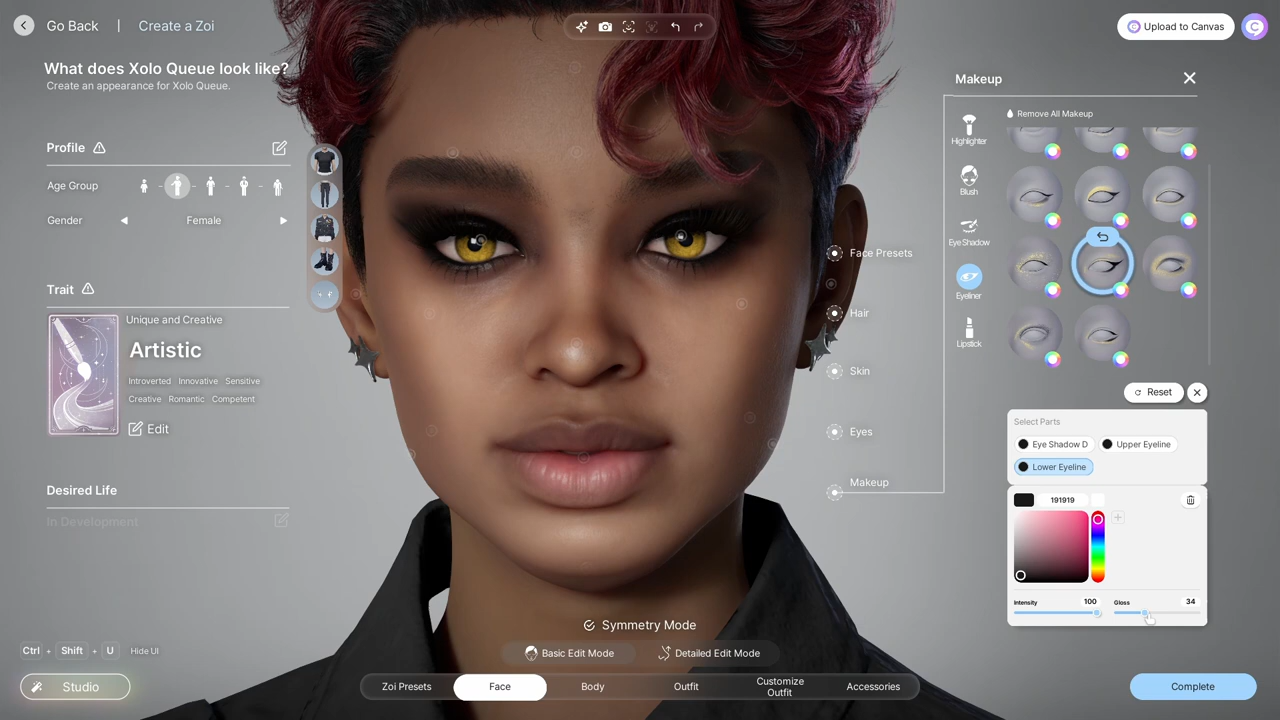 Go Back | Create a Zoi
Upload to Canvas
What does Xolo Queue look like?
Create an appearance for Xolo Queue.
Profile
Age Group
Gender
Female
Trait
Unique and Creative
Artistic
Introverted Innovative Sensitive
Creative Romantic Competent
Edit
Desired Life
In Development
Ctrl + Shift + U Hide UI
Studio
Face Presets
Hair
Skin
Eyes
Makeup
Makeup
Remove All Makeup
Highlighter
Blush
Eye Shadow
Eyeliner
Lipstick
Reset
Select Parts
Eye Shadow D
Upper Eyeline
Lower Eyeline
191919
Intensity 100
Gloss 34
Symmetry Mode
Basic Edit Mode
Detailed Edit Mode
Zoi Presets
Face
Body
Outfit
Customize
Outfit
Accessories
Complete